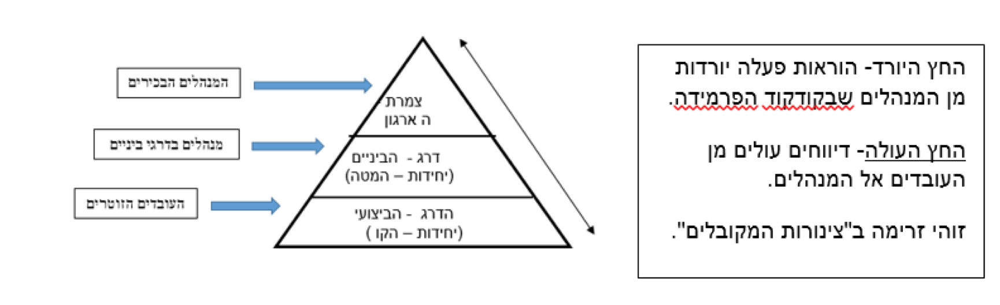 החץ היורד- הוראות פעלה יורדות
מן המנהלים שבקודקוד הפרמידה.
החץ העולה- דיווחים עולים מן
העובדים אל המנהלים.
זוהי זרימה ב"צינורות המקובלים".
צמרת
ה ארגון
דרג - הביניים
(יחידות – המטה)
הדרג - הביצועי
(יחידות – הקו )
המנהלים הבכירים
מנהלים בדרגי ביניים
העובדים הזוטרים